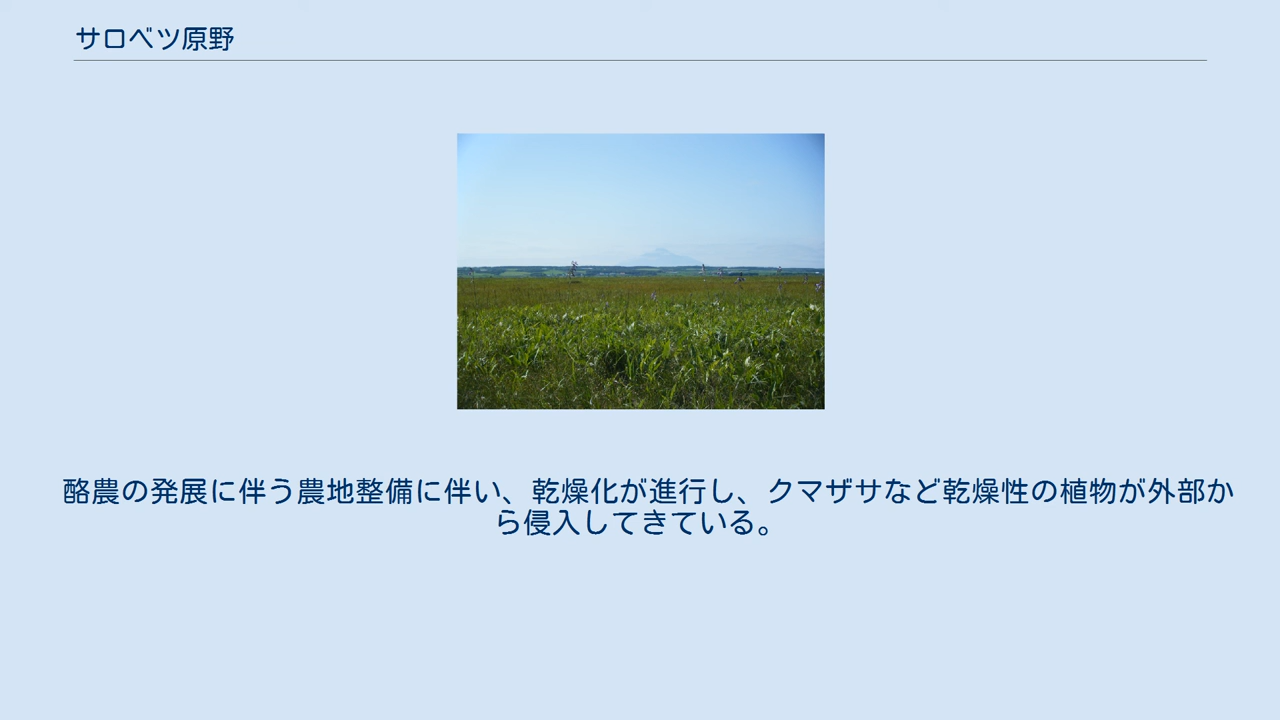 サロベツ原野
酪農の発展に伴う農地整備に伴い、乾燥化が進行し、クマザサなど乾燥性の植物が外部か
ら侵入してきている。